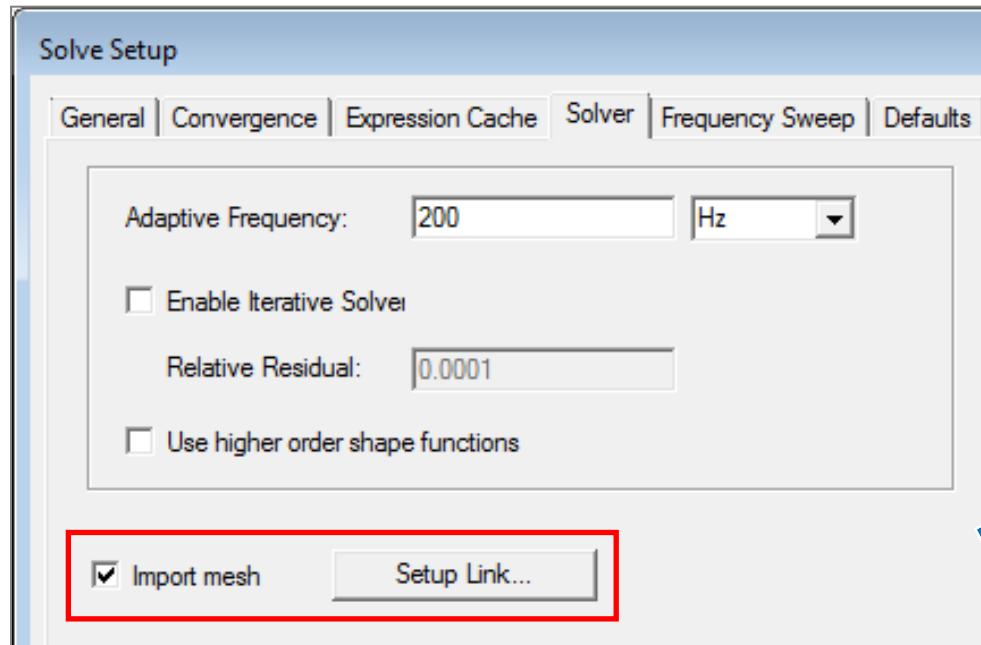 Solve Setup
General Convergence Expression Cache Solver Frequency Sweep Defaults
Adaptive Frequency: 200 Hz
Enable Iterative Solver
Relative Residual: 0.0001
Use higher order shape functions
Import mesh Setup Link...